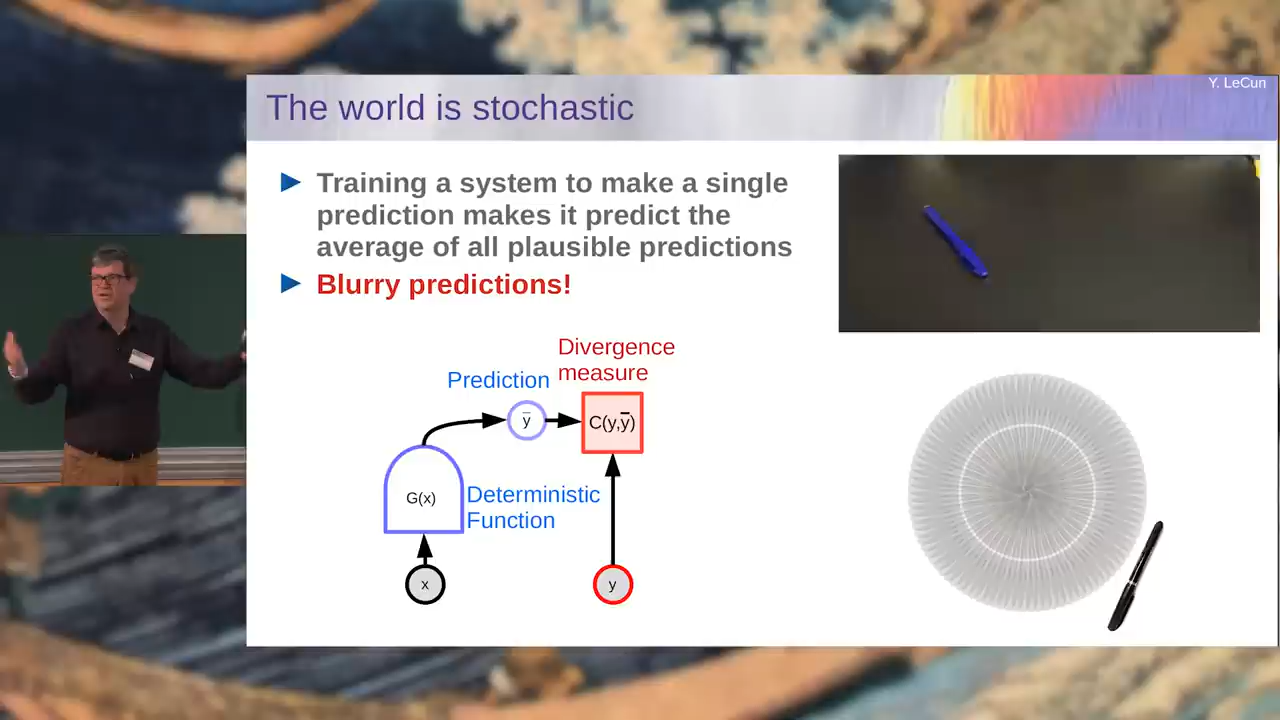 Y. LeCun
The world is stochastic
Training a system to make a single
prediction makes it predict the
average of all plausible predictions
Blurry predictions!
Divergence
measure
Prediction
ȳ
C(y,ȳ)
G(x)
Deterministic
Function
x
y